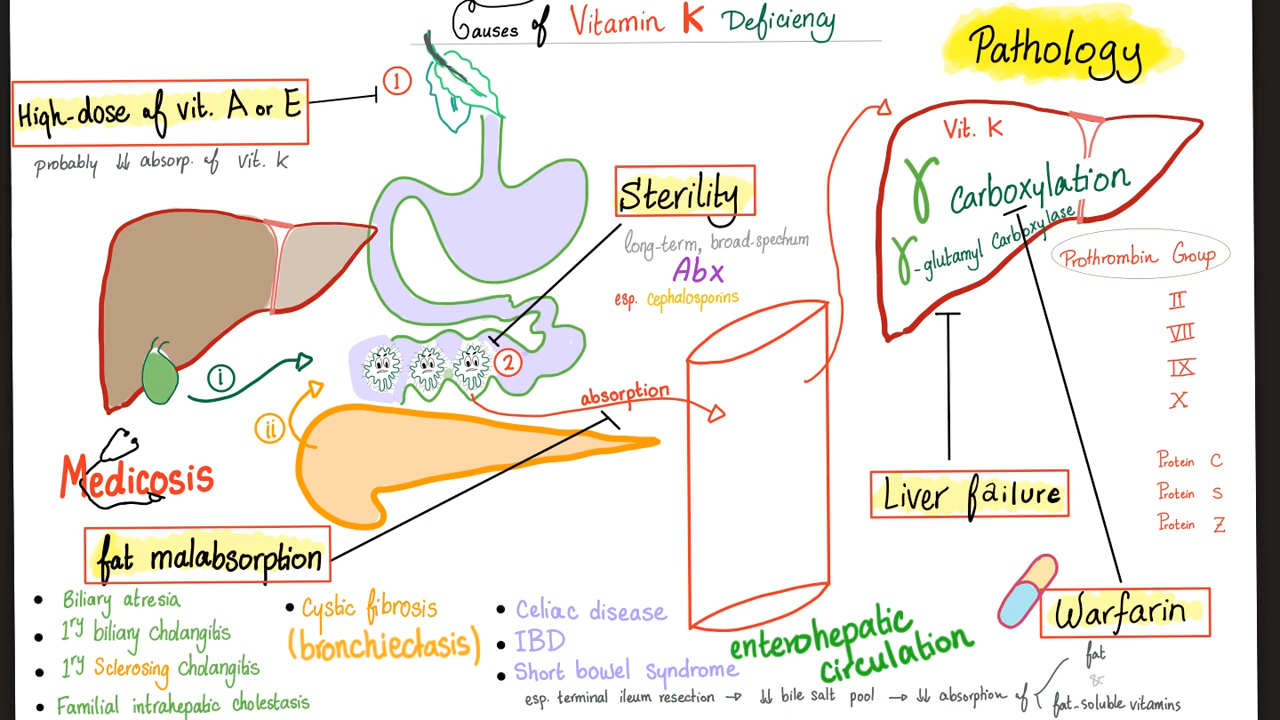 Causes of Vitamin K Deficiency
Pathology
High-dose of vit. A or E
probably ↓↓ absorp. of vit. K
1
Sterility
long-term, broad-spechum
Abx
esp. cephalosporins
2
Vit. K
γ carboxylation
γ-glutamyl Carboxylase
Prothrombin Group
II
VII
IX
X
Protein C
Protein S
Protein Z
i
ii
absorption
Medicosis
Liver failure
Warfarin
fat malabsorption
• Biliary atresia
• 1ry biliary Cholangitis
• 1ry Sclerosing Cholangitis
• Familial intrahepatic cholestasis
• Cystic fibrosis
(bronchiectasis)
• Celiac disease
• IBD
• Short bowel Syndrome
esp. terminal ileum resection → ↓↓ bile salt pool → ↓↓ absorption of
fat
&
fat-soluble vitamins
enterohepatic
circulation